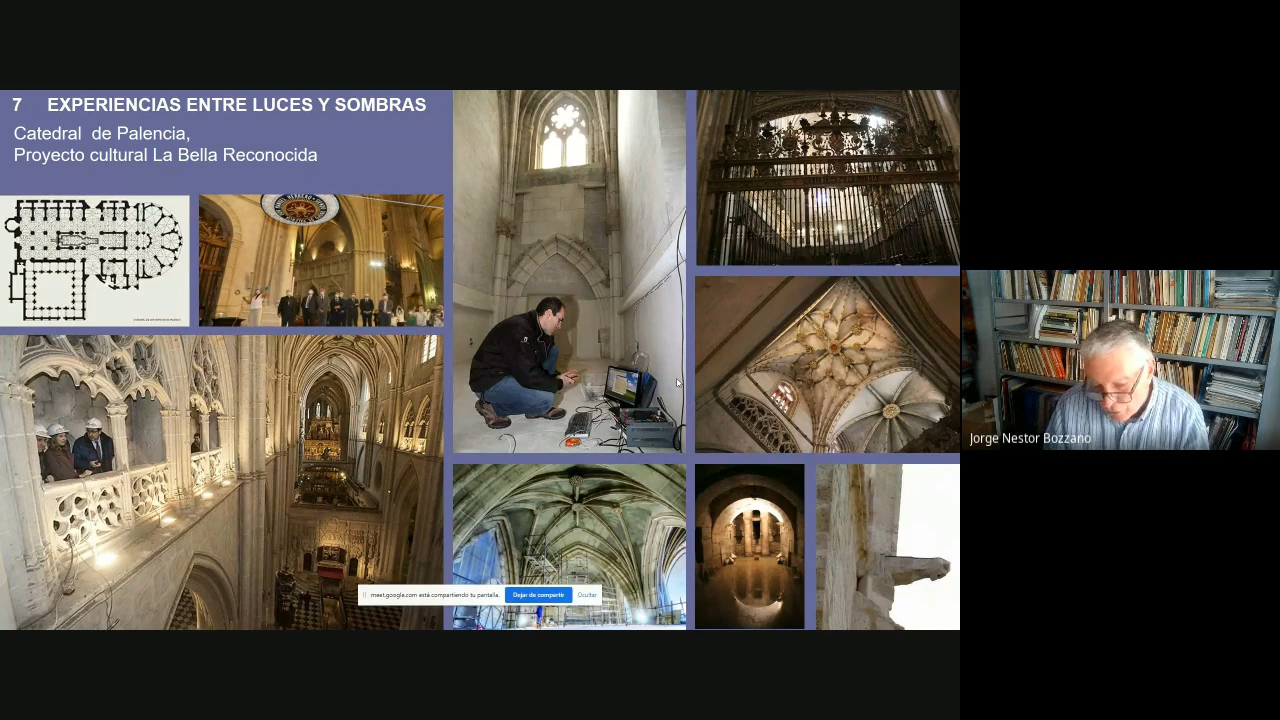 7 EXPERIENCIAS ENTRE LUCES Y SOMBRAS
Catedral de Palencia,
Proyecto cultural La Bella Reconocida
meet.google.com está compartiendo tu pantalla.
Dejar de compartir
Ocultar
Jorge Nestor Bozzano